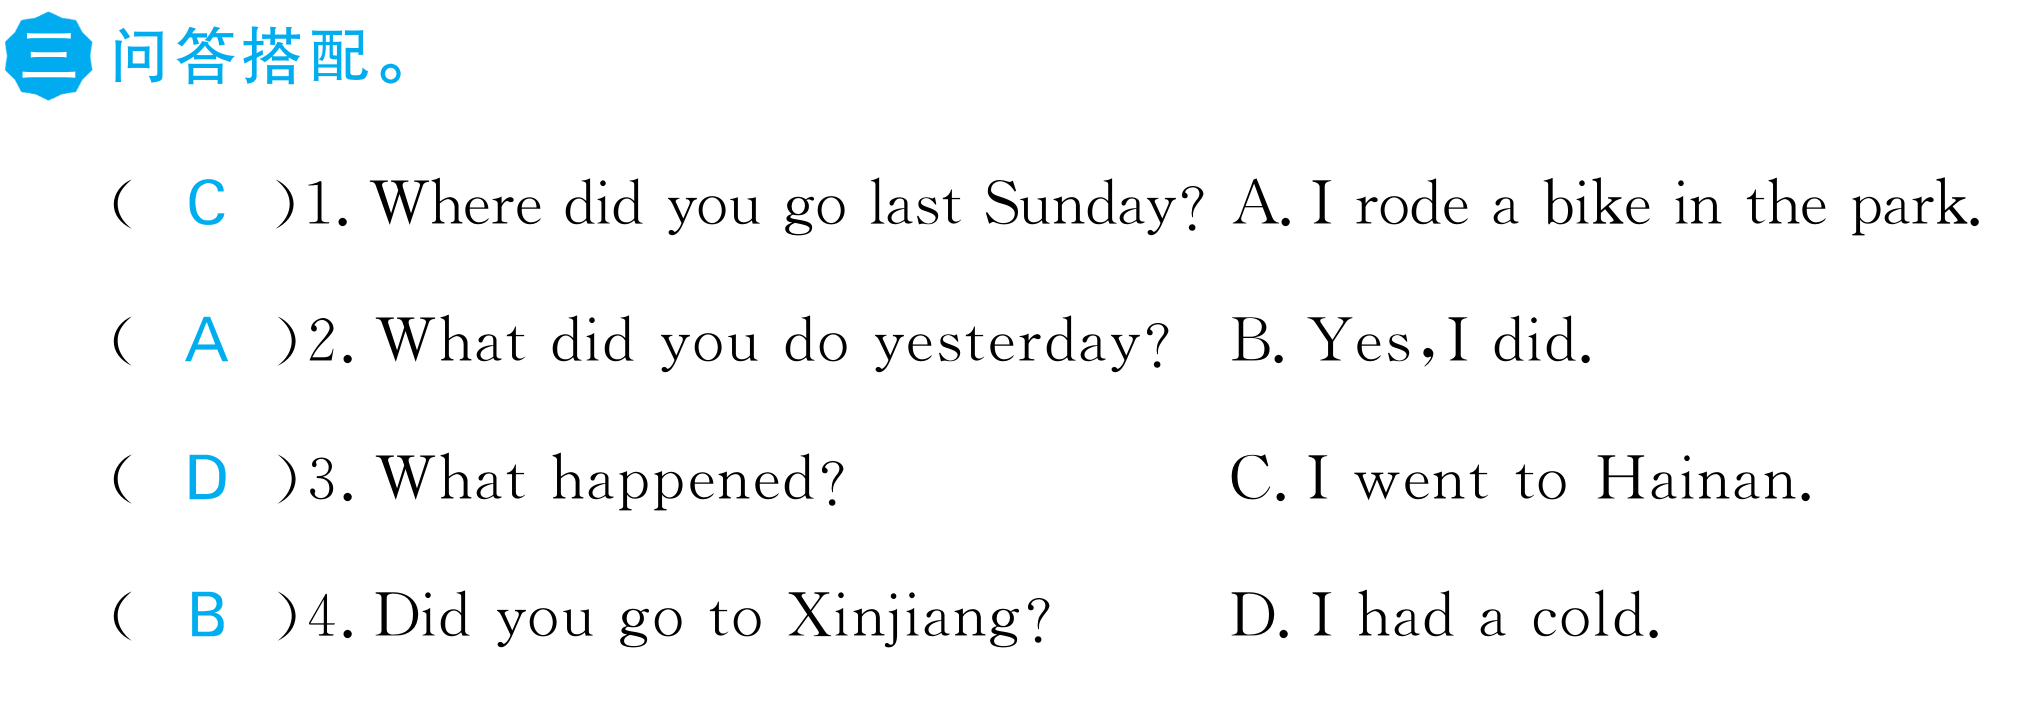 三 问答搭配。
( C )1. Where did you go last Sunday? A. I rode a bike in the park.
( A )2. What did you do yesterday? B. Yes,I did.
( D )3. What happened? C. I went to Hainan.
( B )4. Did you go to Xinjiang? D. I had a cold.